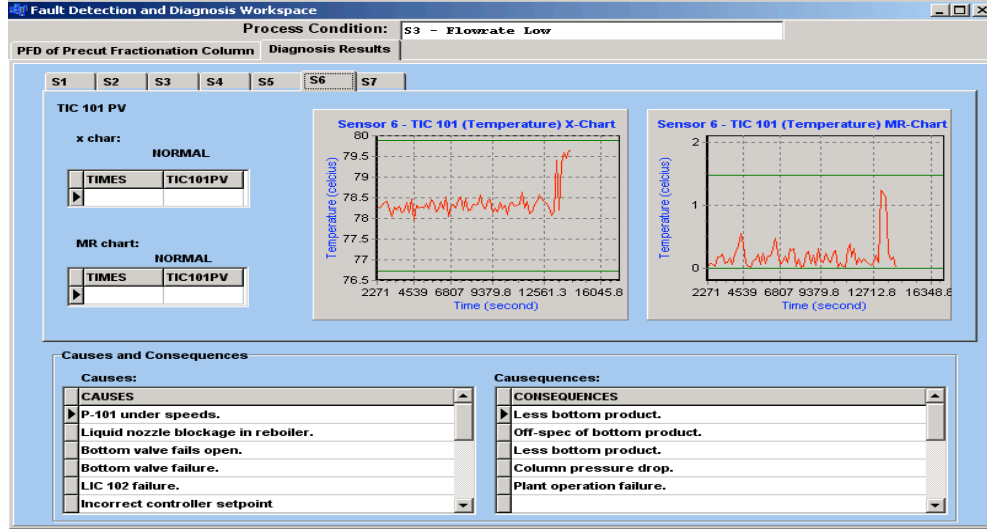 Fault Detection and Diagnosis Workspace
Process Condition: S3 - Flowrate Low
PFD of Precut Fractionation Column Diagnosis Results
S1 S2 S3 S4 S5 S6 S7
TIC 101 PV
x char:
NORMAL
TIMES TIC101PV
MR chart:
NORMAL
TIMES TIC101PV
Sensor 6 - TIC 101 (Temperature) X-Chart
Temperature (celcius)
80
79.5
79
78.5
78
77.5
77
76.5
2271 4539 6807 9379.8 12561.3 16045.8
Time (second)
Sensor 6 - TIC 101 (Temperature) MR-Chart
Temperature (celcius)
2
1
0
2271 4539 6807 9379.8 12712.8 16348.8
Time (second)
Causes and Consequences
Causes:
CAUSES
P-101 under speeds.
Liquid nozzle blockage in reboiler.
Bottom valve fails open.
Bottom valve failure.
LIC 102 failure.
Incorrect controller setpoint
Causequences:
CONSEQUENCES
Less bottom product.
Off-spec of bottom product.
Less bottom product.
Column pressure drop.
Plant operation failure.